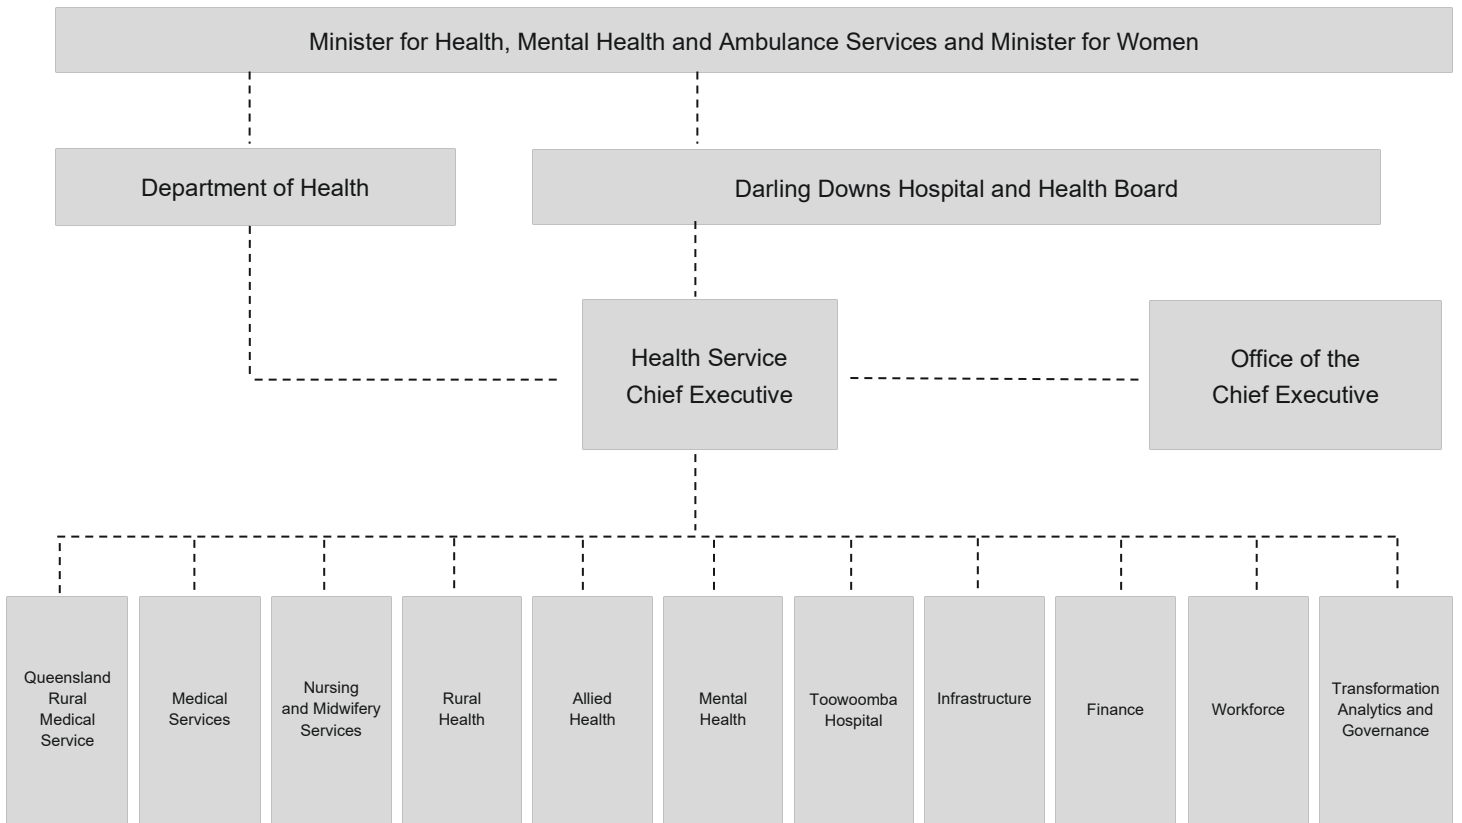 Minister for Health, Mental Health and Ambulance Services and Minister for Women
Department of Health
Darling Downs Hospital and Health Board
Health Service
Chief Executive
Office of the
Chief Executive
Queensland
Rural
Medical
Service
Medical
Services
Nursing
and Midwifery
Services
Rural
Health
Allied
Health
Mental
Health
Toowoomba
Hospital
Infrastructure
Finance
Workforce
Transformation
Analytics and
Governance